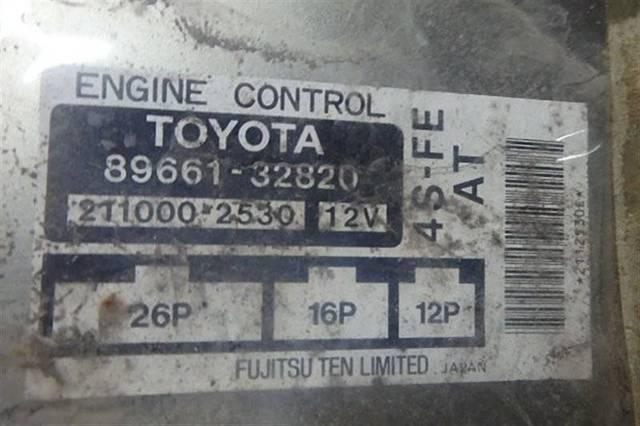 ENGINE CONTROL
TOYOTA
89661-32820
211000-2530 12V
4S-FE
AT
26P 16P 12P
FUJITSU TEN LIMITED JAPAN